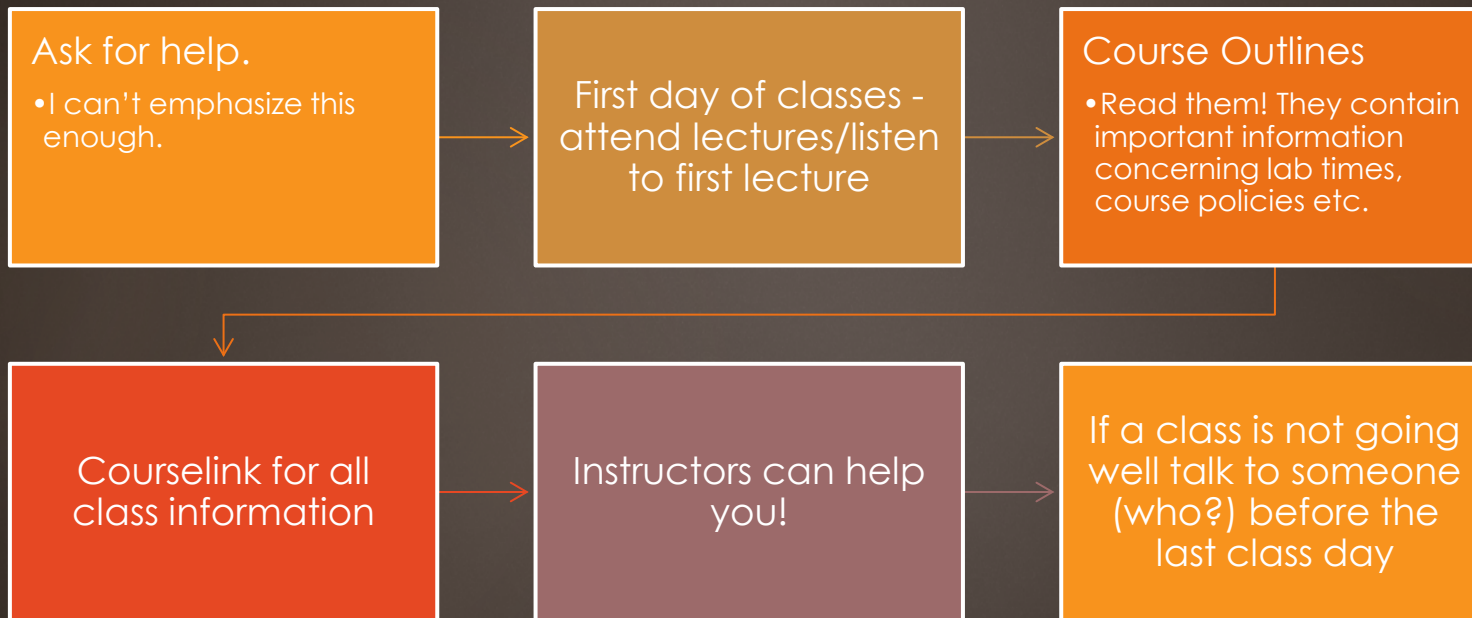 Ask for help.
•I can’t emphasize this
enough.
First day of classes -
attend lectures/listen
to first lecture
Course Outlines
•Read them! They contain
important information
concerning lab times,
course policies etc.
Courselink for all
class information
Instructors can help
you!
If a class is not going
well talk to someone
(who?) before the
last class day